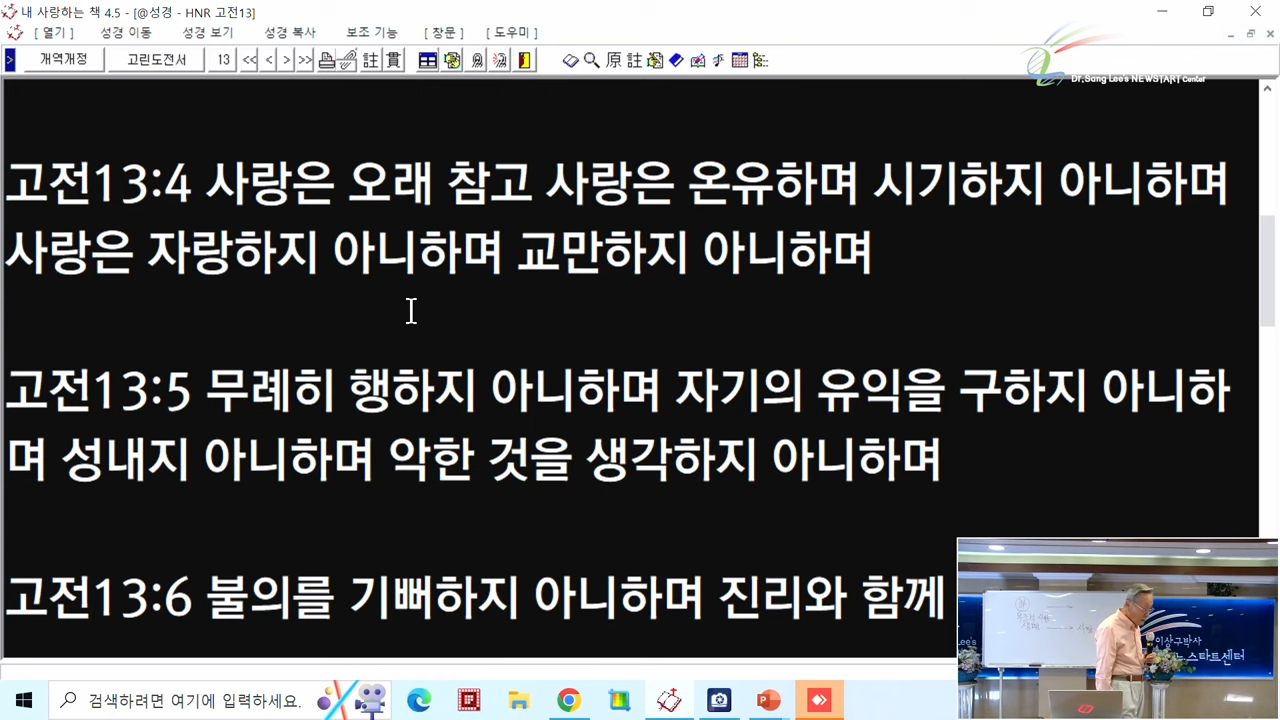 내 사랑하는 책 4.5 - [@성경 - HNR 고전13]
[ 열기 ] 성경 이동 성경 보기 성경 복사 보조 기능 [ 창문 ] [ 도우미 ]
개역개정 고린도전서 13 << < > >> 註 貫 原 註
Dr.Sang Lee's NEWSTART Center
고전13:4 사랑은 오래 참고 사랑은 온유하며 시기하지 아니하며
사랑은 자랑하지 아니하며 교만하지 아니하며
고전13:5 무례히 행하지 아니하며 자기의 유익을 구하지 아니하
며 성내지 아니하며 악한 것을 생각하지 아니하며
고전13:6 불의를 기뻐하지 아니하며 진리와 함께
이상구박사
스타트센터
검색하려면 여기에 입력하세요.